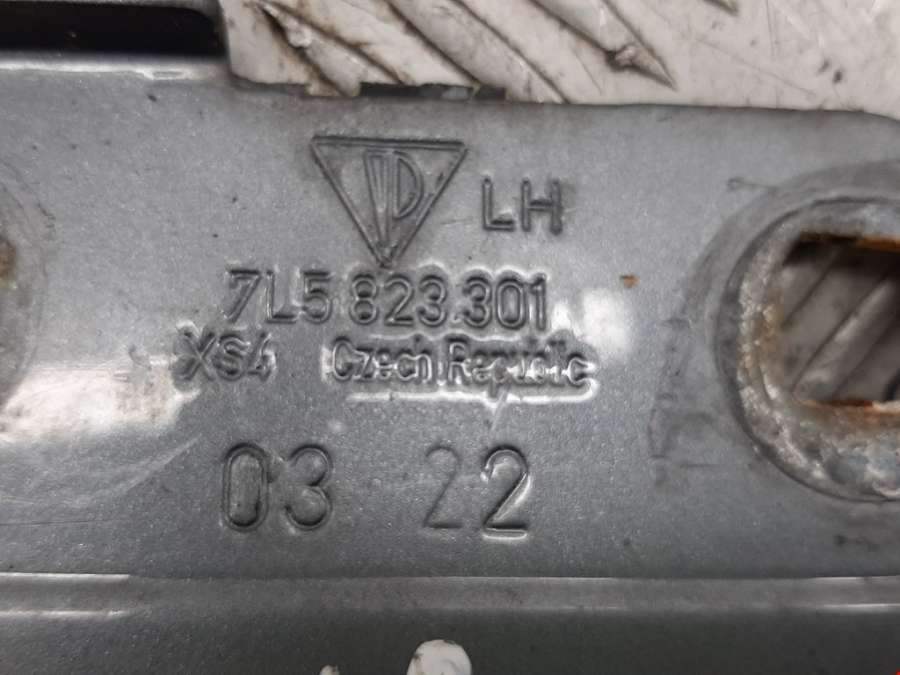 LH
7L5 823 301
XS4 Czech Republic
03 22